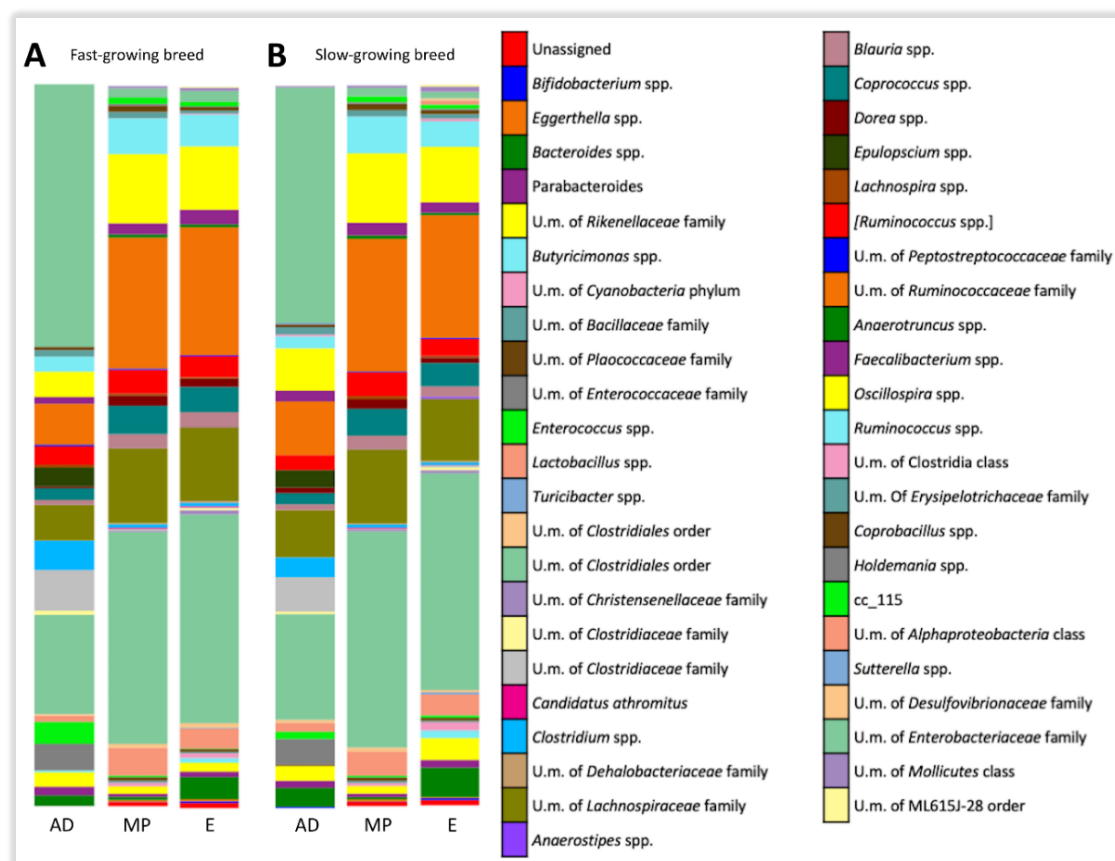 A Fast-growing breed B Slow-growing breed
AD MP E AD MP E
Unassigned
Bifidobacterium spp.
Eggerthella spp.
Bacteroides spp.
Parabacteroides
U.m. of Rikenellaceae family
Butyricimonas spp.
U.m. of Cyanobacteria phylum
U.m. of Bacillaceae family
U.m. of Plaococcaceae family
U.m. of Enterococcaceae family
Enterococcus spp.
Lactobacillus spp.
Turicibacter spp.
U.m. of Clostridiales order
U.m. of Clostridiales order
U.m. of Christensenellaceae family
U.m. of Clostridiaceae family
U.m. of Clostridiaceae family
Candidatus athromitus
Clostridium spp.
U.m. of Dehalobacteriaceae family
U.m. of Lachnospiraceae family
Anaerostipes spp.
Blauria spp.
Coprococcus spp.
Dorea spp.
Epulopscium spp.
Lachnospira spp.
[Ruminococcus spp.]
U.m. of Peptostreptococcaceae family
U.m. of Ruminococcaceae family
Anaerotruncus spp.
Faecalibacterium spp.
Oscillospira spp.
Ruminococcus spp.
U.m. of Clostridia class
U.m. Of Erysipelotrichaceae family
Coprobacillus spp.
Holdemania spp.
cc_115
U.m. of Alphaproteobacteria class
Sutterella spp.
U.m. of Desulfovibrionaceae family
U.m. of Enterobacteriaceae family
U.m. of Mollicutes class
U.m. of ML615J-28 order